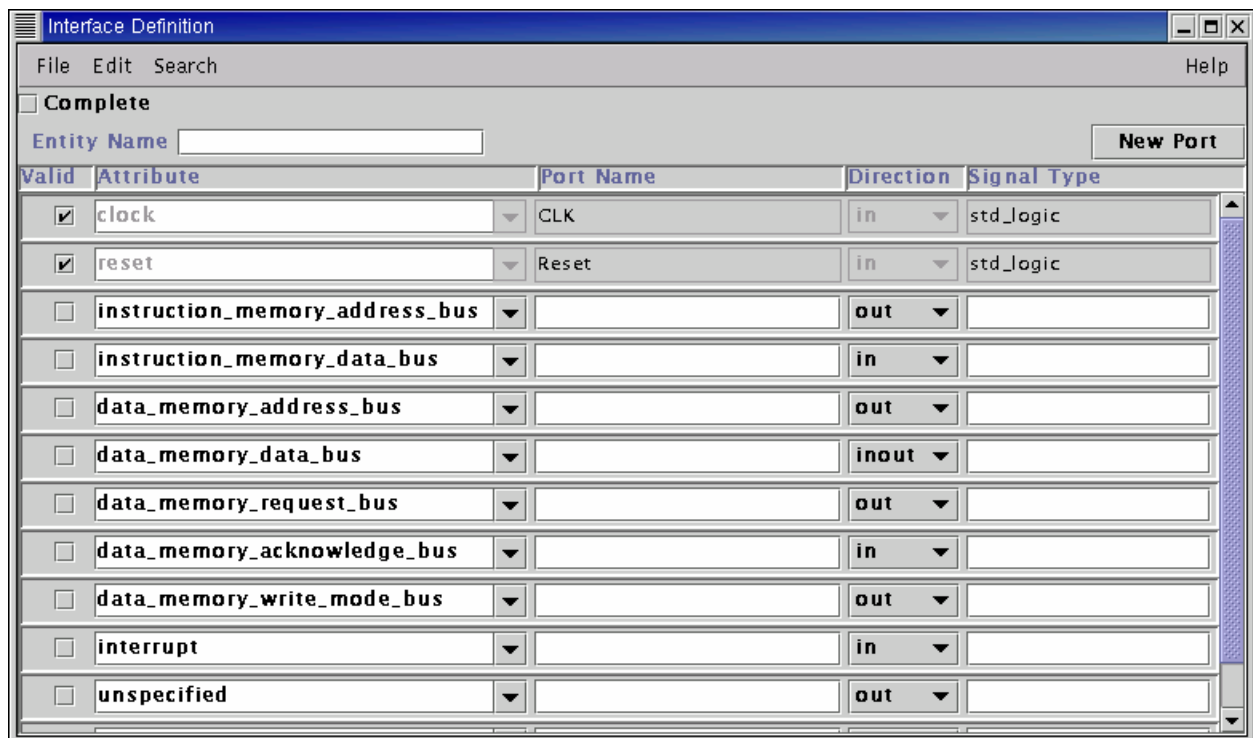 Interface Definition
File Edit Search Help
Complete
Entity Name New Port
Valid Attribute Port Name Direction Signal Type
clock CLK in std_logic
reset Reset in std_logic
instruction_memory_address_bus out
instruction_memory_data_bus in
data_memory_address_bus out
data_memory_data_bus inout
data_memory_request_bus out
data_memory_acknowledge_bus in
data_memory_write_mode_bus out
interrupt in
unspecified out